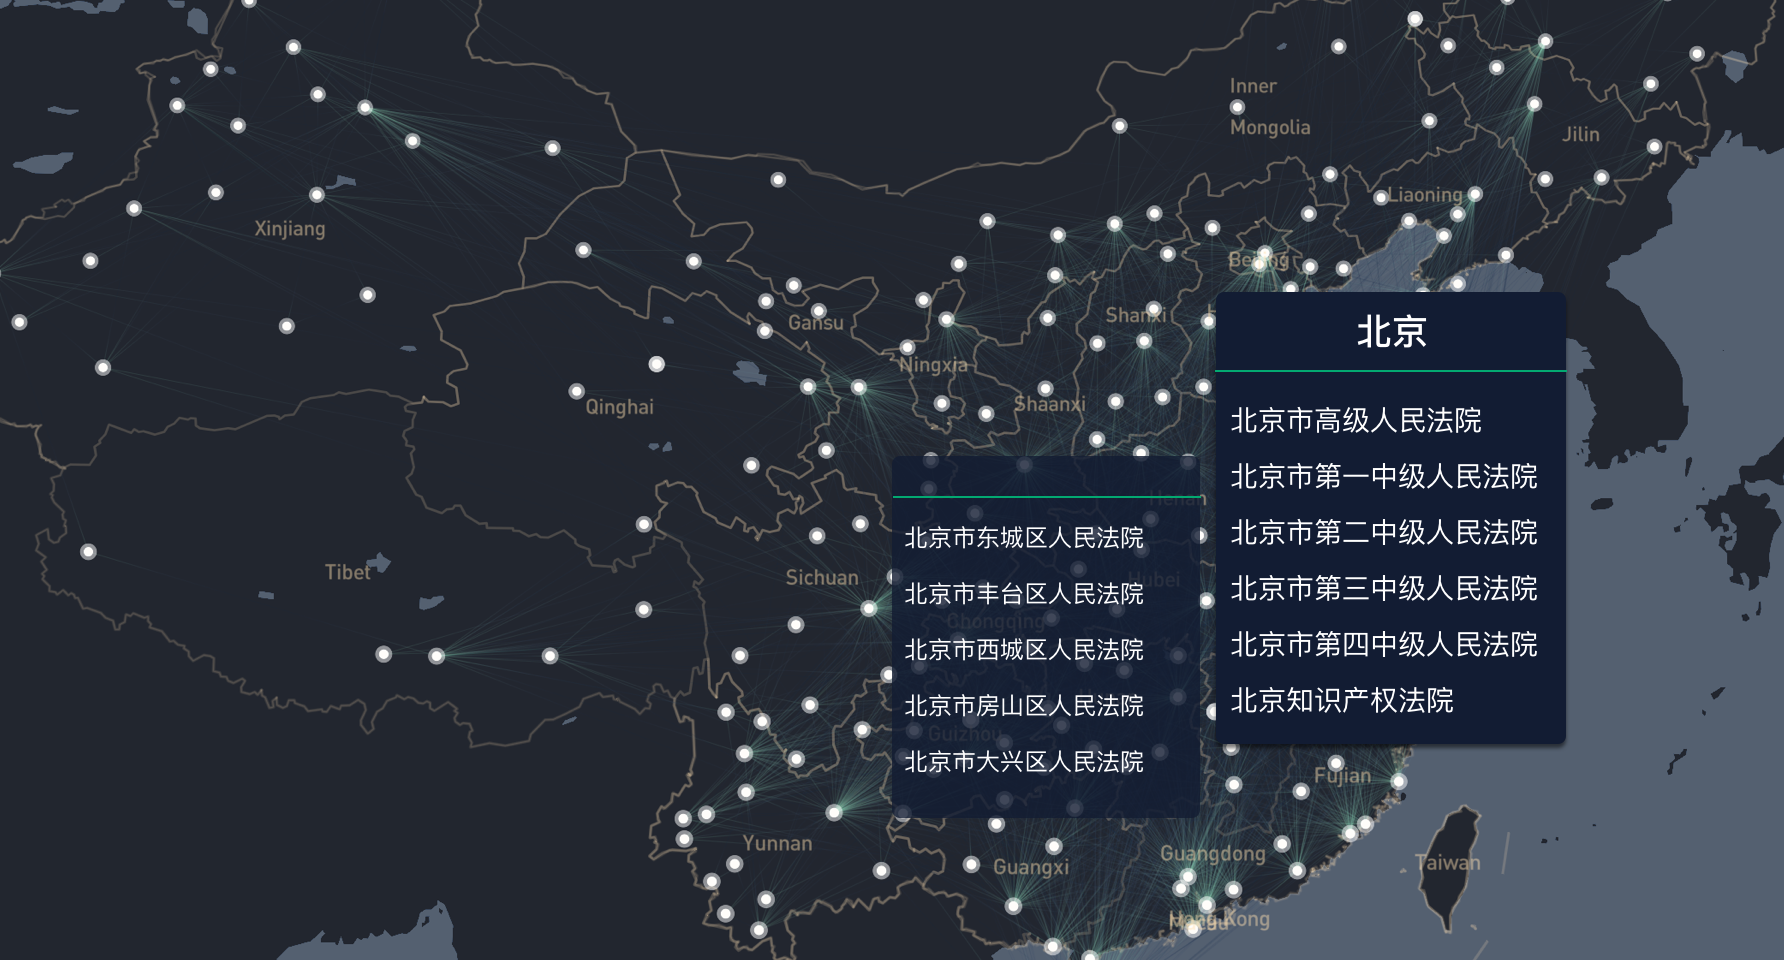 Inner
Mongolia
Jilin
Liaoning
Xinjiang
Beijing
Gansu
Shanxi
Ningxia
Qinghai
Shaanxi
Henan
Tibet
Sichuan
Hubei
Chongqing
Guizhou
Yunnan
Guangxi
Guangdong
Fujian
Taiwan
Hong Kong
Macau
北京
北京市高级人民法院
北京市第一中级人民法院
北京市第二中级人民法院
北京市第三中级人民法院
北京市第四中级人民法院
北京知识产权法院
北京市东城区人民法院
北京市丰台区人民法院
北京市西城区人民法院
北京市房山区人民法院
北京市大兴区人民法院